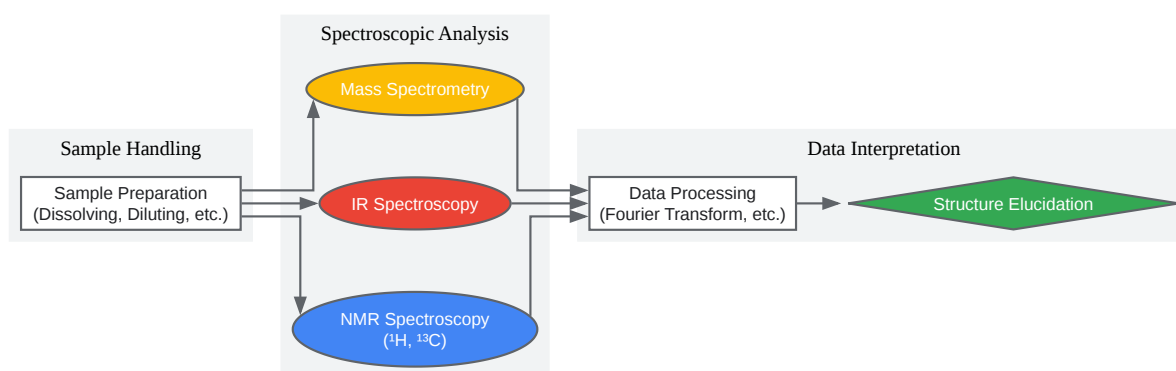 Spectroscopic Analysis
Mass Spectrometry
Sample Handling
Sample Preparation
(Dissolving, Diluting, etc.)
IR Spectroscopy
NMR Spectroscopy
(¹H, ¹³C)
Data Interpretation
Data Processing
(Fourier Transform, etc.)
Structure Elucidation